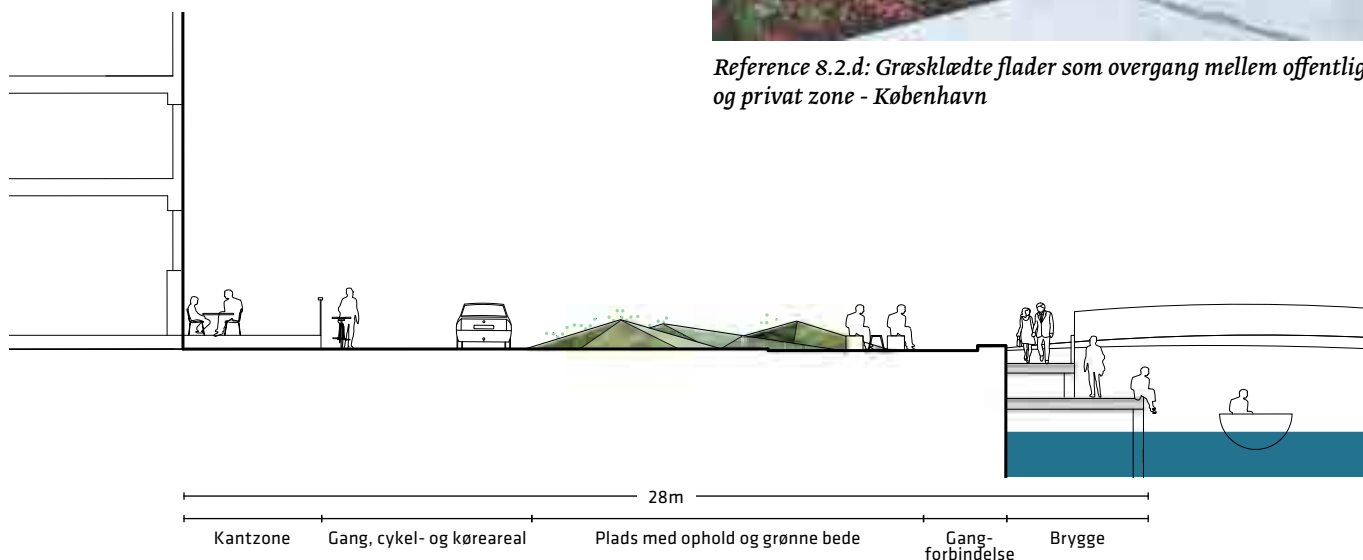 Reference 8.2.d: Græsklædte flader som overgang mellem offentlig
og privat zone - København
28m
Kantzone
Gang, cykel- og køreareal
Plads med ophold og grønne bede
Gang-
forbindelse
Brygge